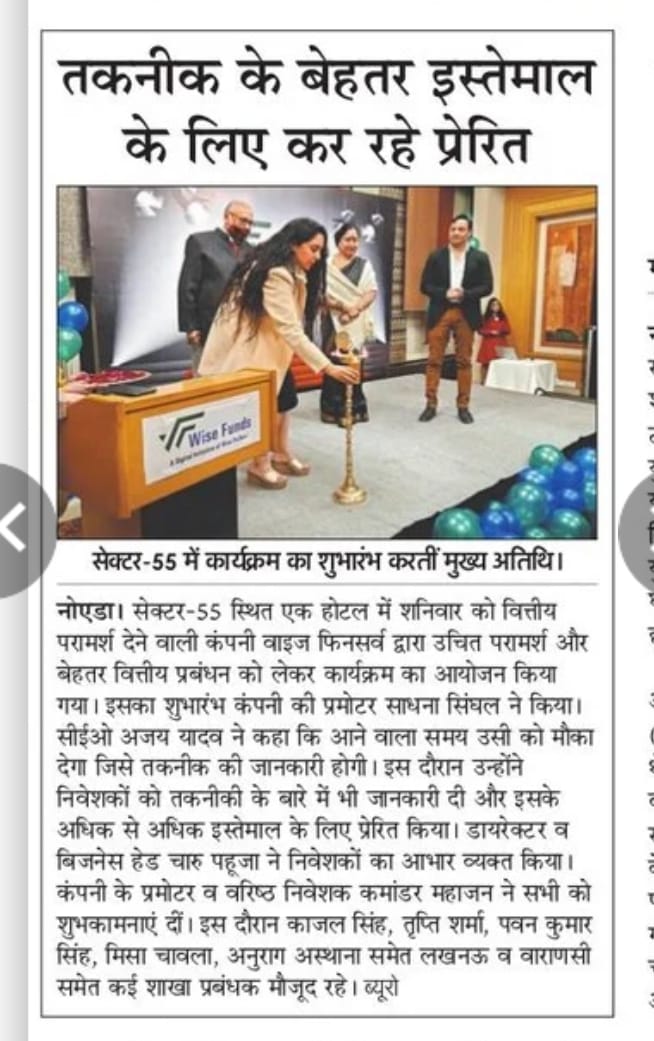 तकनीक के बेहतर इस्तेमाल
के लिए कर रहे प्रेरित
Wise Funds
सेक्टर-55 में कार्यक्रम का शुभारंभ करतीं मुख्य अतिथि।
नोएडा। सेक्टर-55 स्थित एक होटल में शनिवार को वित्तीय
परामर्श देने वाली कंपनी वाइज फिनसर्व द्वारा उचित परामर्श और
बेहतर वित्तीय प्रबंधन को लेकर कार्यक्रम का आयोजन किया
गया। इसका शुभारंभ कंपनी की प्रमोटर साधना सिंघल ने किया।
सीईओ अजय यादव ने कहा कि आने वाला समय उसी को मौका
देगा जिसे तकनीक की जानकारी होगी। इस दौरान उन्होंने
निवेशकों को तकनीकी के बारे में भी जानकारी दी और इसके
अधिक से अधिक इस्तेमाल के लिए प्रेरित किया। डायरेक्टर व
बिजनेस हेड चारु पहूजा ने निवेशकों का आभार व्यक्त किया।
कंपनी के प्रमोटर व वरिष्ठ निवेशक कमांडर महाजन ने सभी को
शुभकामनाएं दीं। इस दौरान काजल सिंह, तृप्ति शर्मा, पवन कुमार
सिंह, मिसा चावला, अनुराग अस्थाना समेत लखनऊ व वाराणसी
समेत कई शाखा प्रबंधक मौजूद रहे। ब्यूरो